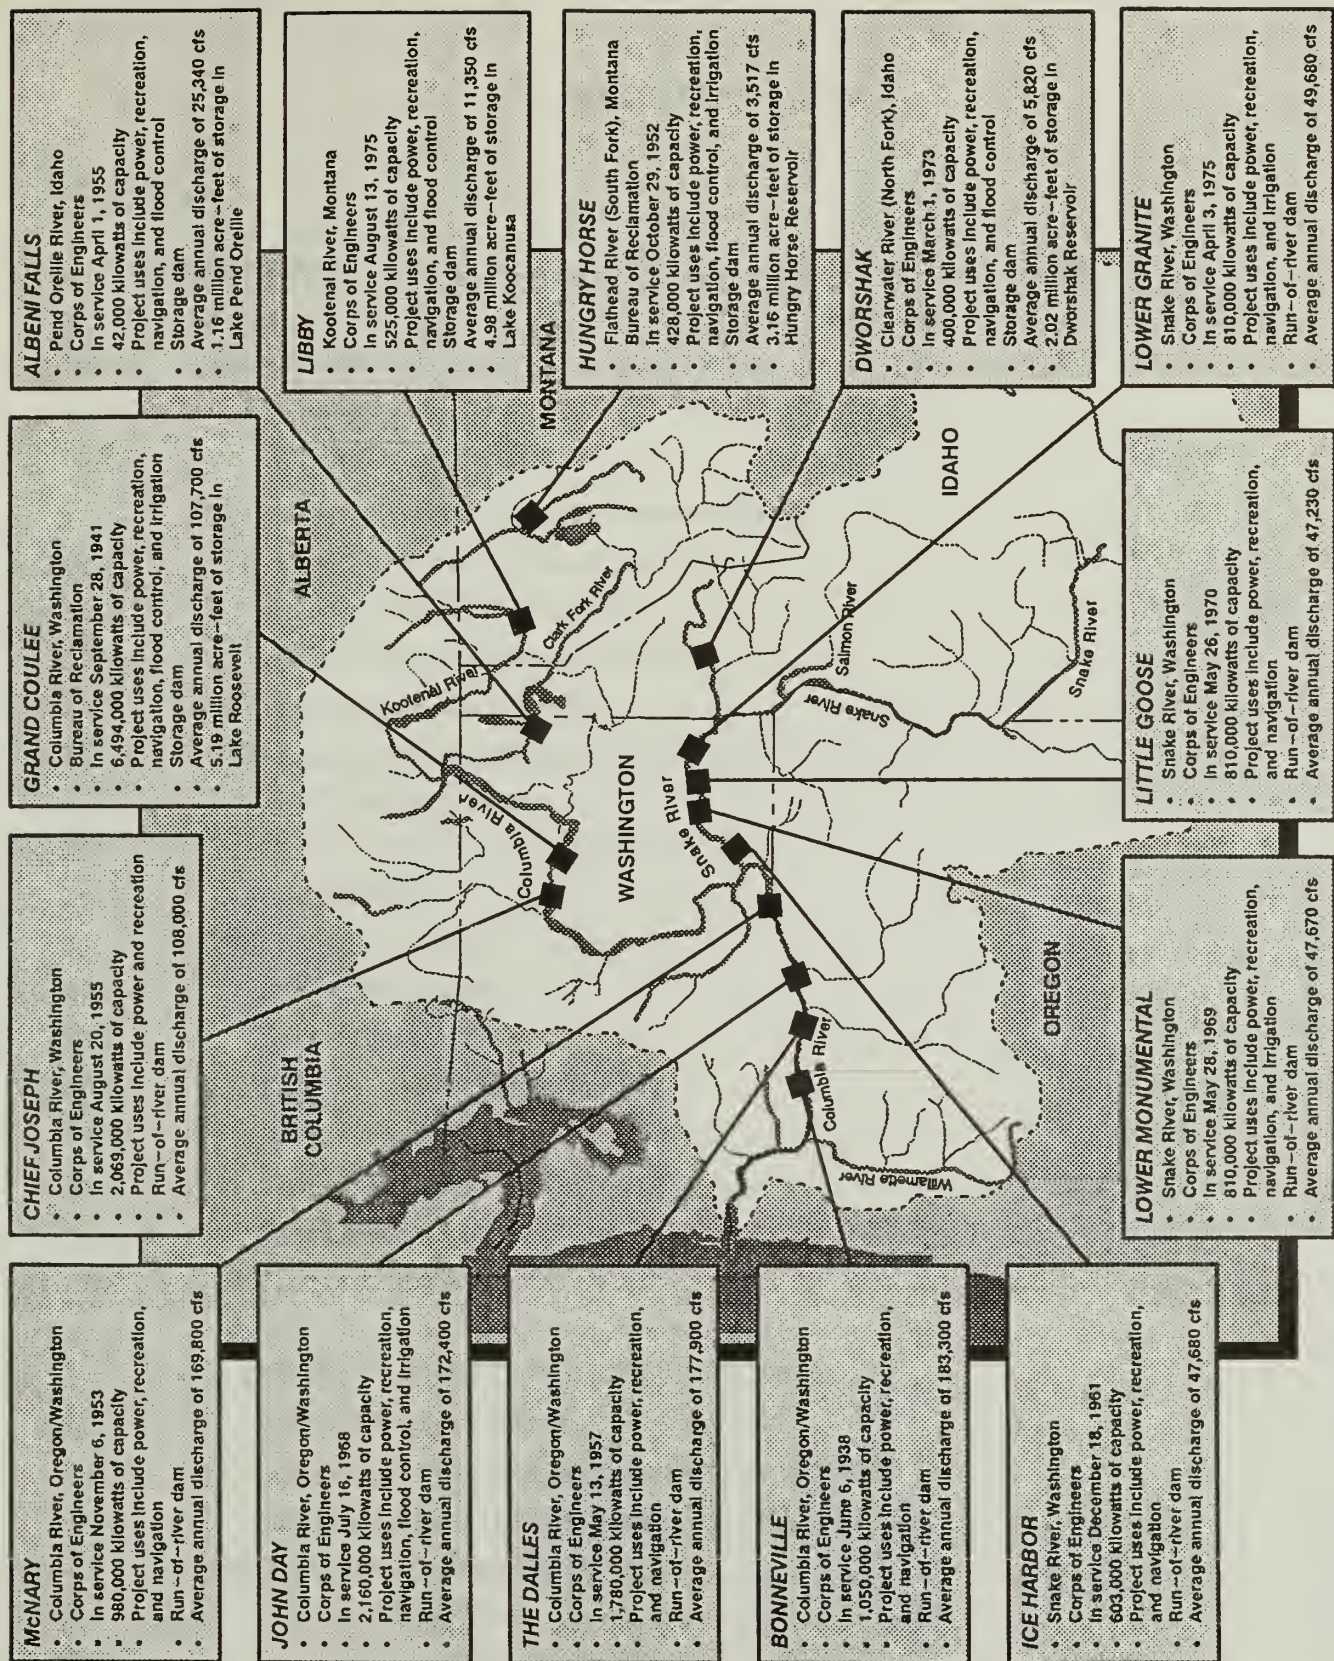 McNARY
• Columbia River, Oregon/Washington
• Corps of Engineers
• In service November 6, 1953
• 980,000 kilowatts of capacity
• Project uses include power, recreation,
and navigation
• Run-of-river dam
• Average annual discharge of 169,800 cfs
JOHN DAY
• Columbia River, Oregon/Washington
• Corps of Engineers
• In service July 16, 1968
• 2,160,000 kilowatts of capacity
• Project uses include power, recreation,
navigation, flood control, and irrigation
• Run-of-river dam
• Average annual discharge of 172,400 cfs
THE DALLES
• Columbia River, Oregon/Washington
• Corps of Engineers
• In service May 13, 1957
• 1,780,000 kilowatts of capacity
• Project uses include power, recreation,
and navigation
• Run-of-river dam
• Average annual discharge of 177,900 cfs
BONNEVILLE
• Columbia River, Oregon/Washington
• Corps of Engineers
• In service June 6, 1938
• 1,050,000 kilowatts of capacity
• Project uses include power, recreation,
and navigation
• Run-of-river dam
• Average annual discharge of 183,300 cfs
ICE HARBOR
• Snake River, Washington
• Corps of Engineers
• In service December 18, 1961
• 603,000 kilowatts of capacity
• Project uses include power, recreation,
and navigation
• Run-of-river dam
• Average annual discharge of 47,680 cfs
CHIEF JOSEPH
• Columbia River, Washington
• Corps of Engineers
• In service August 20, 1955
• 2,069,000 kilowatts of capacity
• Project uses include power and recreation
• Run-of-river dam
• Average annual discharge of 108,000 cfs
GRAND COULEE
• Columbia River, Washington
• Bureau of Reclamation
• In service September 28, 1941
• 6,494,000 kilowatts of capacity
• Project uses include power, recreation,
navigation, flood control, and irrigation
• Storage dam
• Average annual discharge of 107,700 cfs
• 5.19 million acre-feet of storage in
Lake Roosevelt
ALBENI FALLS
• Pend Oreille River, Idaho
• Corps of Engineers
• In service April 1, 1955
• 42,000 kilowatts of capacity
• Project uses include power, recreation,
navigation, and flood control
• Storage dam
• Average annual discharge of 25,340 cfs
• 1.16 million acre-feet of storage in
Lake Pend Oreille
LIBBY
• Kootenai River, Montana
• Corps of Engineers
• In service August 13, 1975
• 525,000 kilowatts of capacity
• Project uses include power, recreation,
navigation, and flood control
• Storage dam
• Average annual discharge of 11,350 cfs
• 4.98 million acre-feet of storage in
Lake Koocanusa
HUNGRY HORSE
• Flathead River (South Fork), Montana
• Bureau of Reclamation
• In service October 29, 1952
• 428,000 kilowatts of capacity
• Project uses include power, recreation,
navigation, flood control, and irrigation
• Storage dam
• Average annual discharge of 3,517 cfs
• 3.16 million acre-feet of storage in
Hungry Horse Reservoir
DWORSHAK
• Clearwater River (North Fork), Idaho
• Corps of Engineers
• In service March 1, 1973
• 400,000 kilowatts of capacity
• Project uses include power, recreation,
navigation, and flood control
• Storage dam
• Average annual discharge of 5,820 cfs
• 2.02 million acre-feet of storage in
Dworshak Reservoir
LOWER GRANITE
• Snake River, Washington
• Corps of Engineers
• In service April 3, 1975
• 810,000 kilowatts of capacity
• Project uses include power, recreation,
navigation, and irrigation
• Run-of-river dam
• Average annual discharge of 49,680 cfs
LITTLE GOOSE
• Snake River, Washington
• Corps of Engineers
• In service May 26, 1970
• 810,000 kilowatts of capacity
• Project uses include power, recreation,
and navigation
• Run-of-river dam
• Average annual discharge of 47,230 cfs
LOWER MONUMENTAL
• Snake River, Washington
• Corps of Engineers
• In service May 28, 1969
• 810,000 kilowatts of capacity
• Project uses include power, recreation,
navigation, and irrigation
• Run-of-river dam
• Average annual discharge of 47,670 cfs
BRITISH
COLUMBIA
ALBERTA
MONTANA
WASHINGTON
IDAHO
OREGON
Columbia River
Kootenai River
Clark Fork River
Snake River
Salmon River
Snake River
Snake River
Columbia River
Willamette River